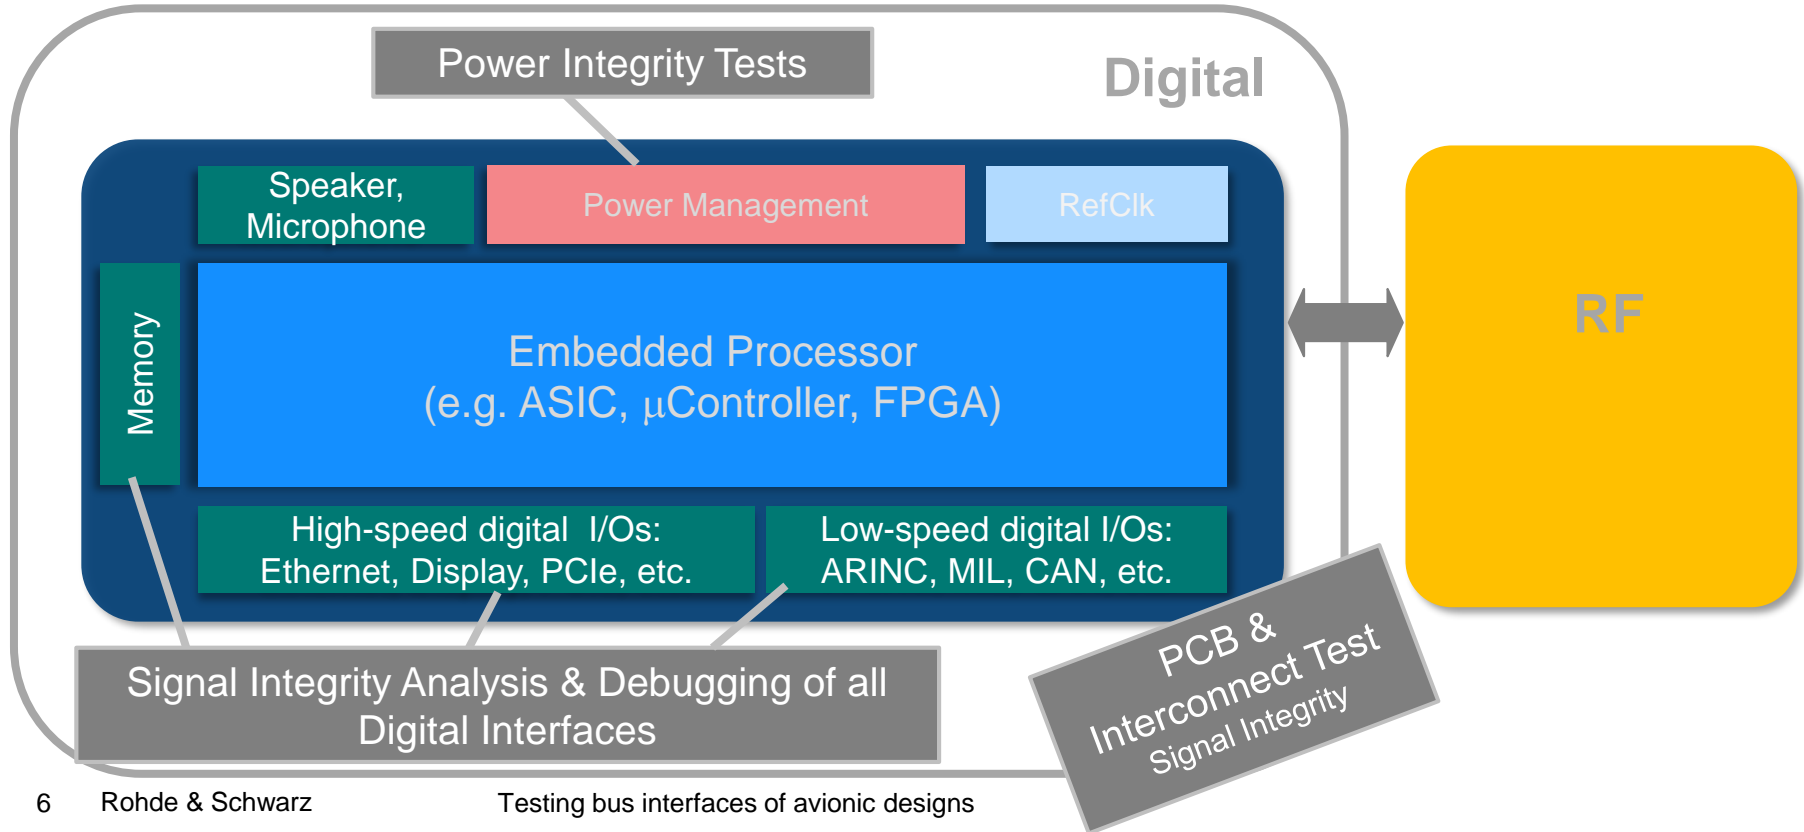 Power Integrity Tests
Digital
Speaker,
Microphone
Power Management
RefClk
Memory
Embedded Processor
(e.g. ASIC, μController, FPGA)
RF
High-speed digital I/Os:
Ethernet, Display, PCIe, etc.
Low-speed digital I/Os:
ARINC, MIL, CAN, etc.
Signal Integrity Analysis & Debugging of all
Digital Interfaces
PCB &
Interconnect Test
Signal Integrity
6 Rohde & Schwarz Testing bus interfaces of avionic designs